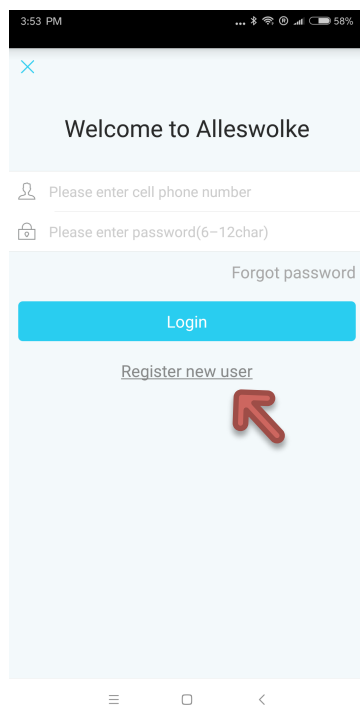 3:53 PM ... 58%
Welcome to Alleswolke
Please enter cell phone number
Please enter password(6-12char)
Forgot password
Login
Register new user